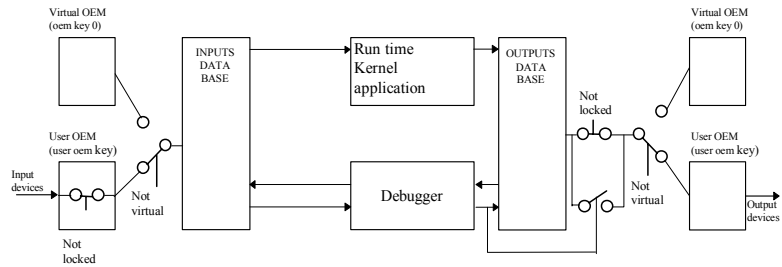 Virtual OEM
(oem key 0)
INPUTS
DATA
BASE
Run time
Kernel
application
OUTPUTS
DATA
BASE
Virtual OEM
(oem key 0)
Not
locked
User OEM
(user oem key)
Input
devices
Not
virtual
Not
locked
Debugger
User OEM
(user oem key)
Not
virtual
Output
devices